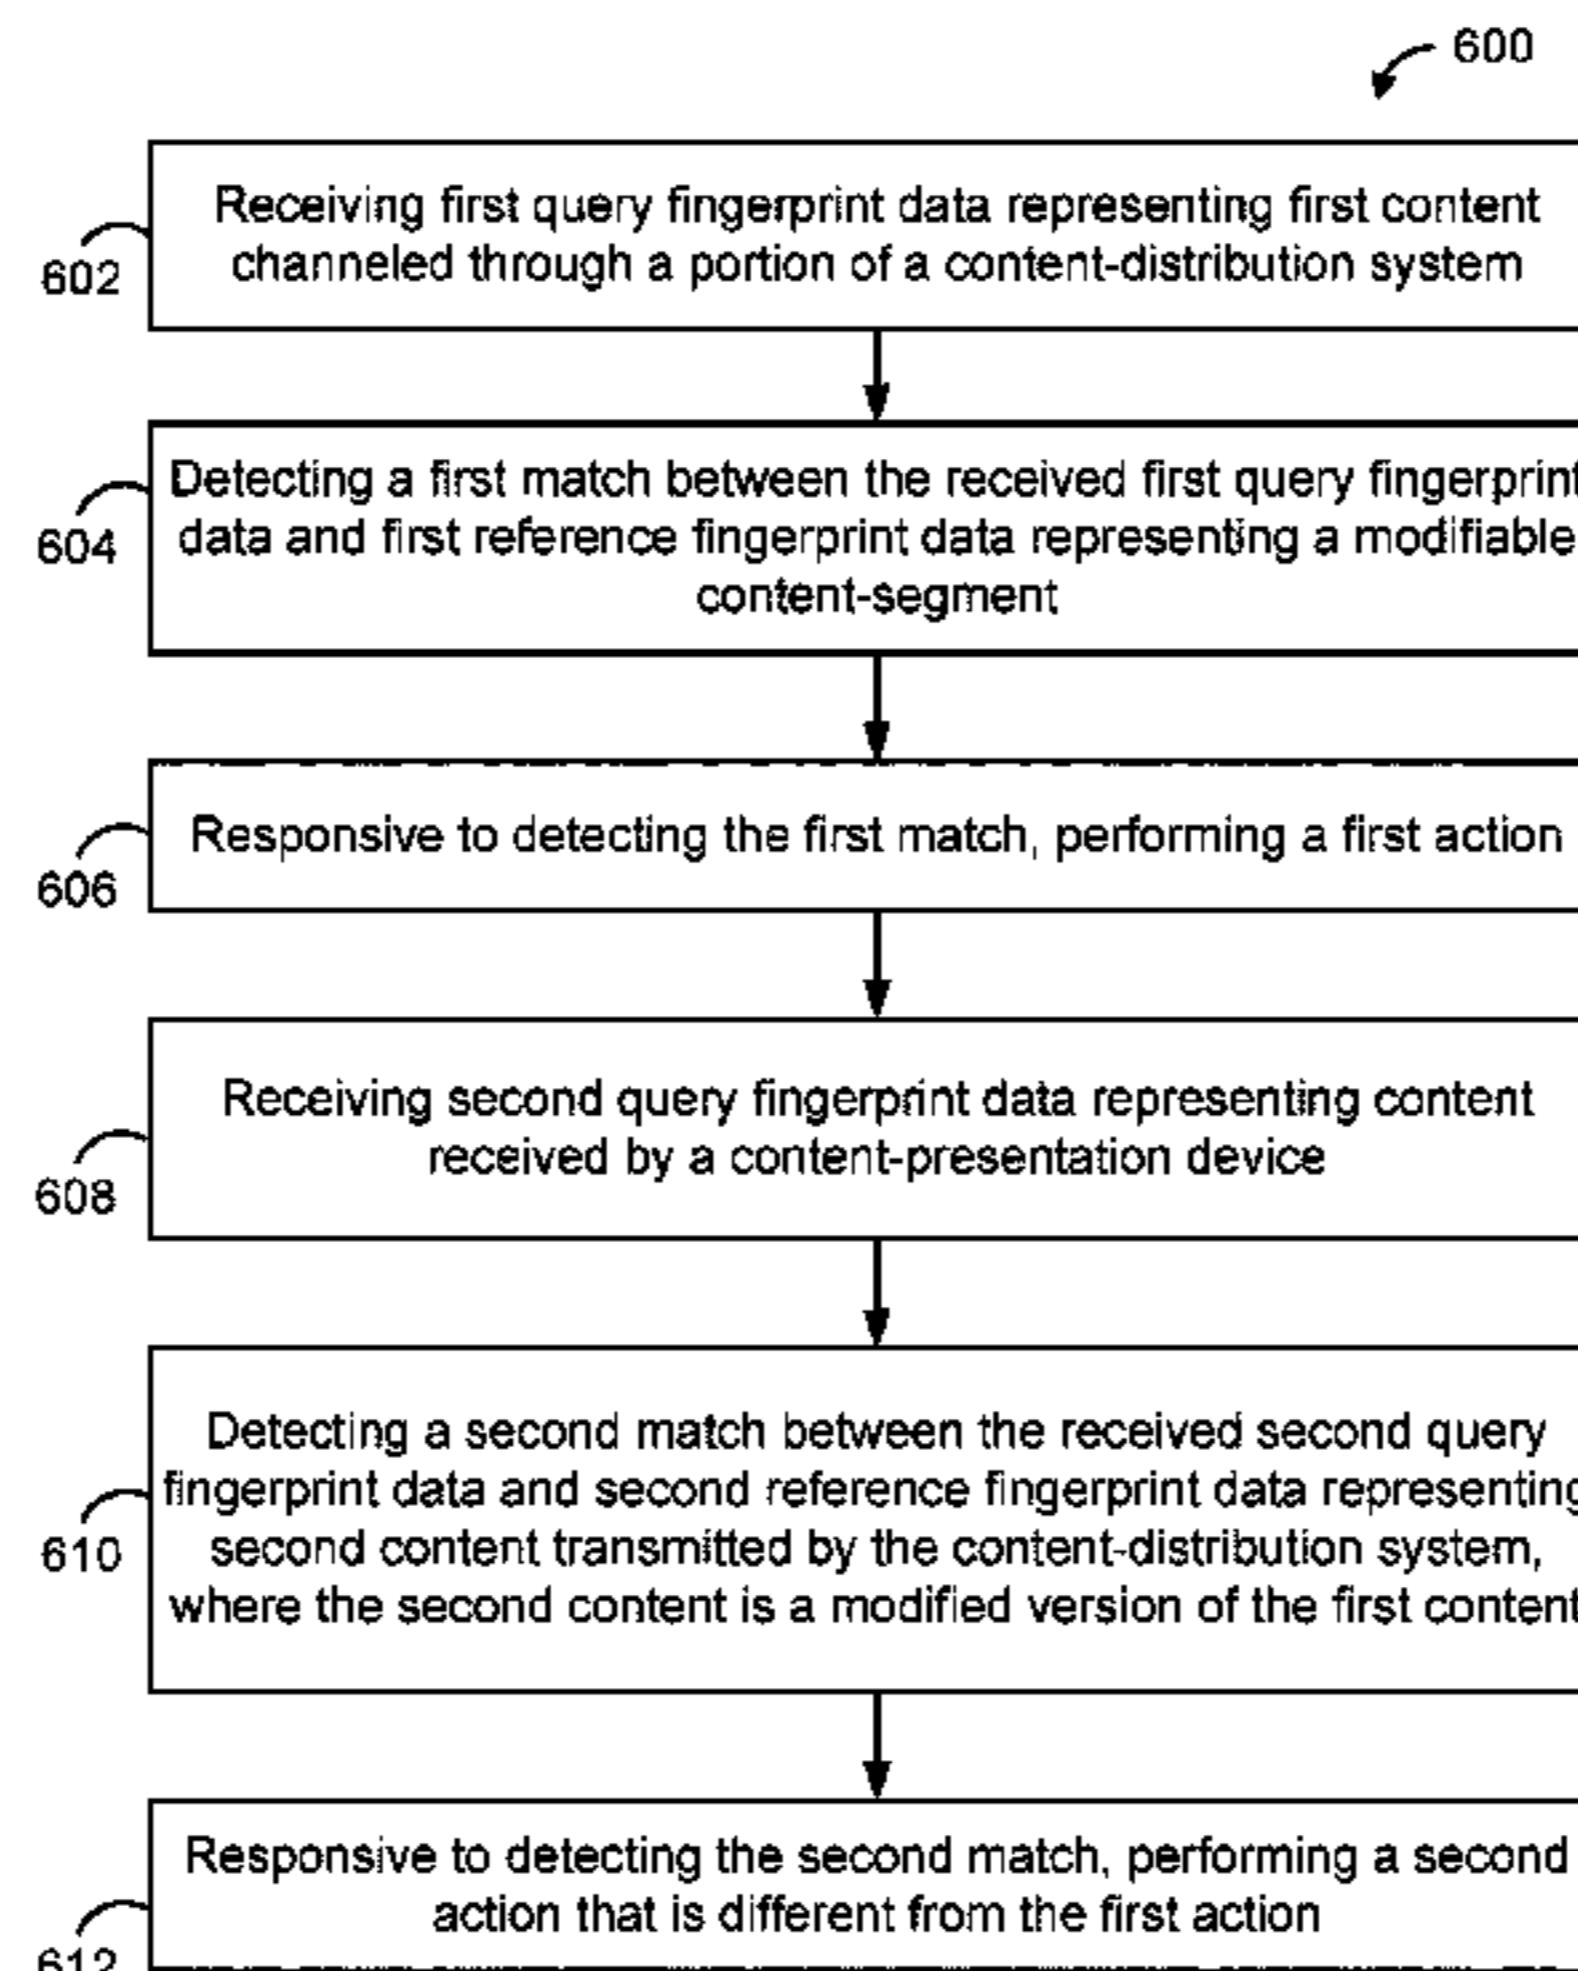 600
Receiving first query fingerprint data representing first content
channeled through a portion of a content-distribution system
602
Detecting a first match between the received first query fingerprint
data and first reference fingerprint data representing a modifiable
content-segment
604
Responsive to detecting the first match, performing a first action
606
Receiving second query fingerprint data representing content
received by a content-presentation device
608
Detecting a second match between the received second query
fingerprint data and second reference fingerprint data representing
second content transmitted by the content-distribution system,
where the second content is a modified version of the first content
610
Responsive to detecting the second match, performing a second
action that is different from the first action
612